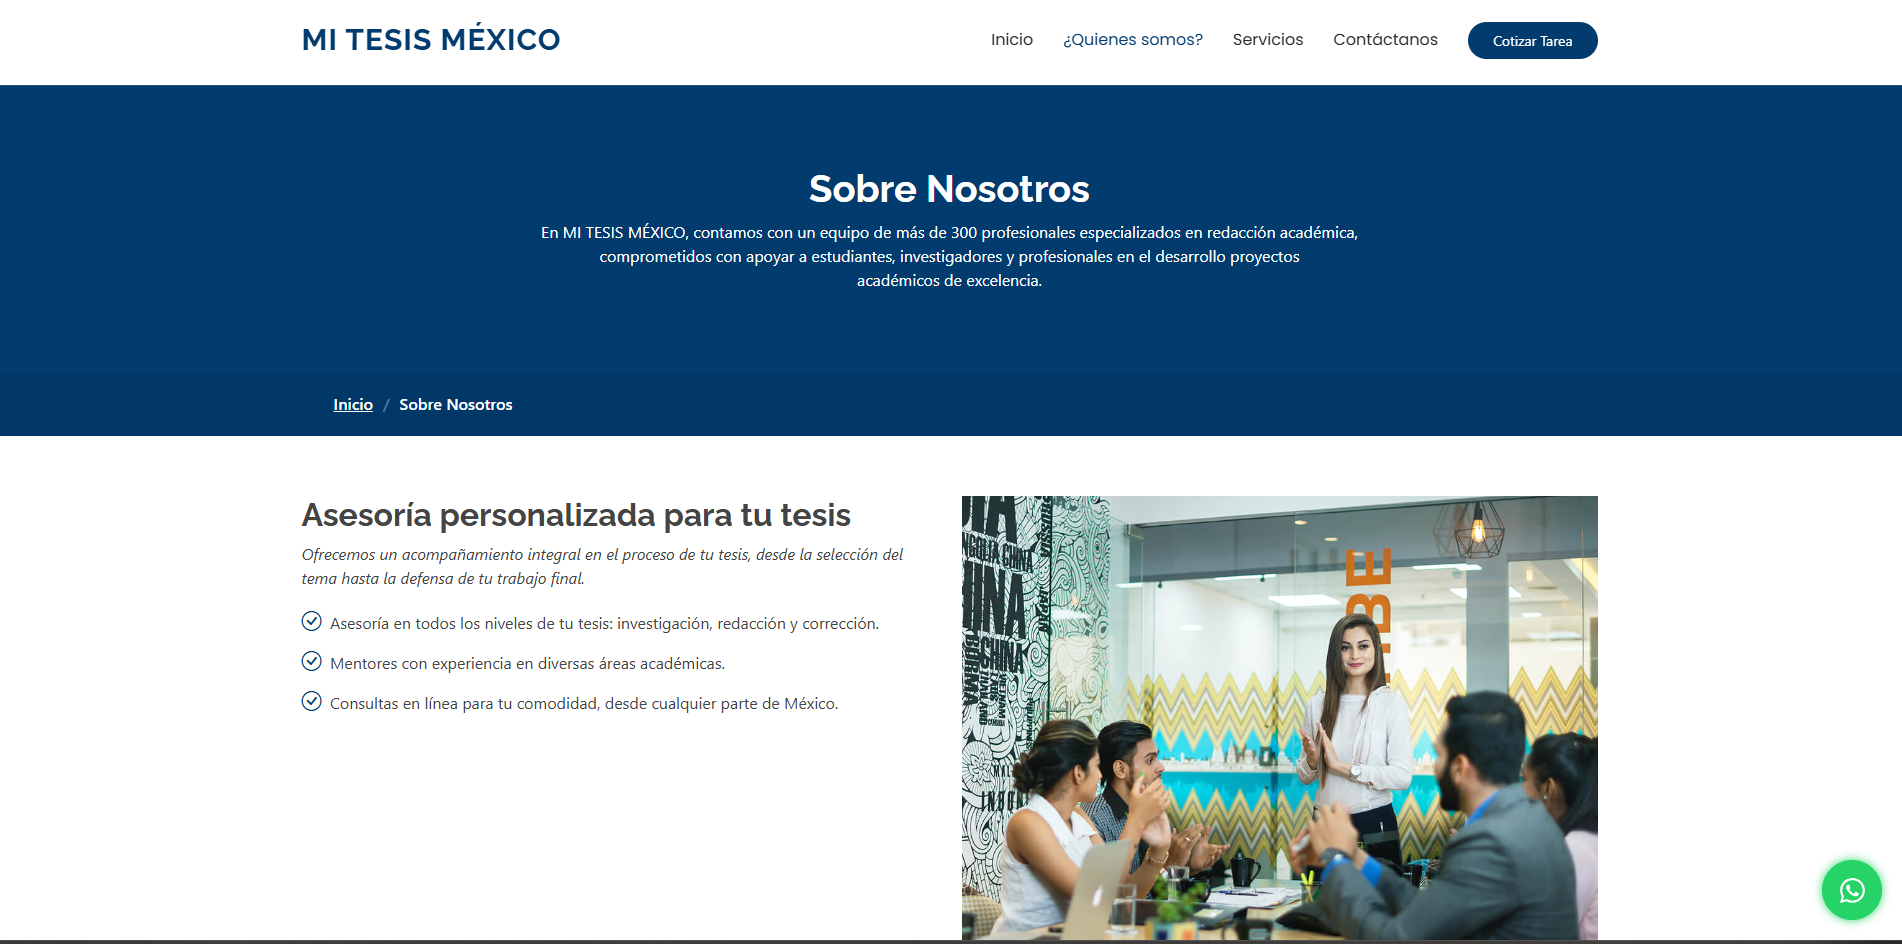 MI TESIS MÉXICO
Inicio
¿Quienes somos?
Servicios
Contáctanos
Cotizar Tarea
Sobre Nosotros
En MI TESIS MÉXICO, contamos con un equipo de más de 300 profesionales especializados en redacción académica,
comprometidos con apoyar a estudiantes, investigadores y profesionales en el desarrollo proyectos
académicos de excelencia.
Inicio / Sobre Nosotros
Asesoría personalizada para tu tesis
Ofrecemos un acompañamiento integral en el proceso de tu tesis, desde la selección del
tema hasta la defensa de tu trabajo final.
Asesoría en todos los niveles de tu tesis: investigación, redacción y corrección.
Mentores con experiencia en diversas áreas académicas.
Consultas en línea para tu comodidad, desde cualquier parte de México.
CHINA
CHINA